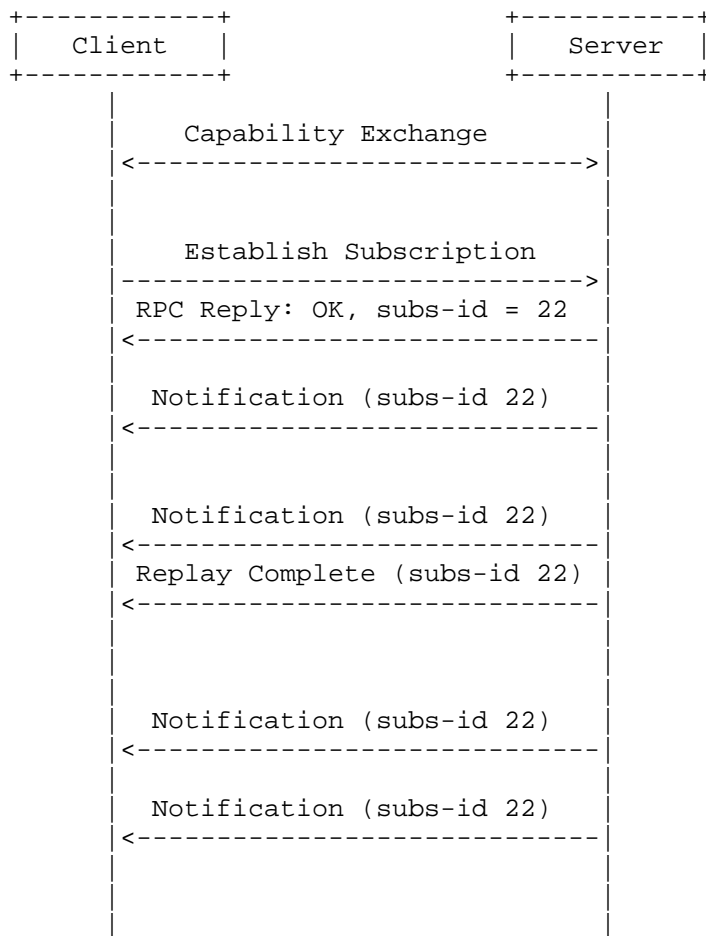 Client Server
Capability Exchange
Establish Subscription
RPC Reply: OK, subs-id = 22
Notification (subs-id 22)
Notification (subs-id 22)
Replay Complete (subs-id 22)
Notification (subs-id 22)
Notification (subs-id 22)